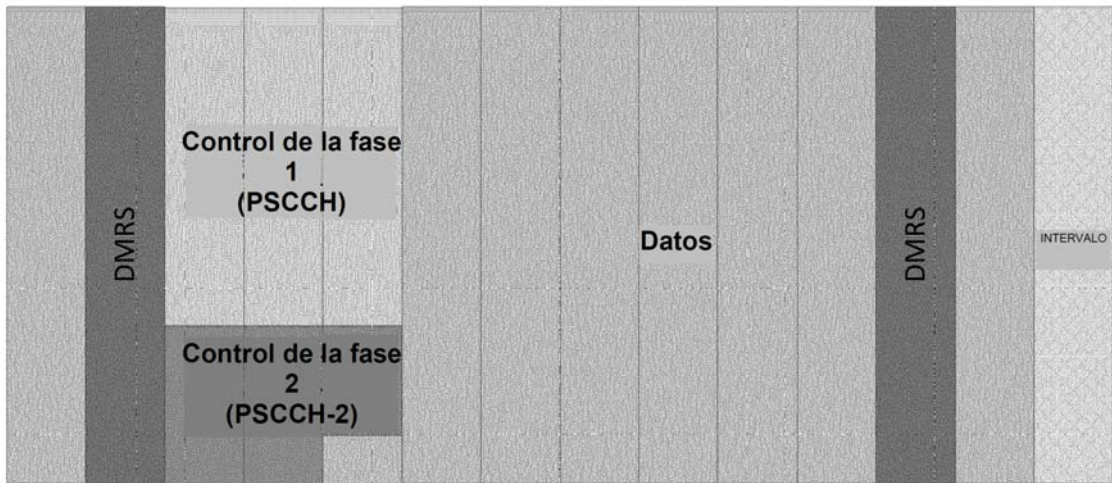 DMRS
Control de la fase
1
(PSCCH)
Control de la fase
2
(PSCCH-2)
Datos
DMRS
INTERVALO